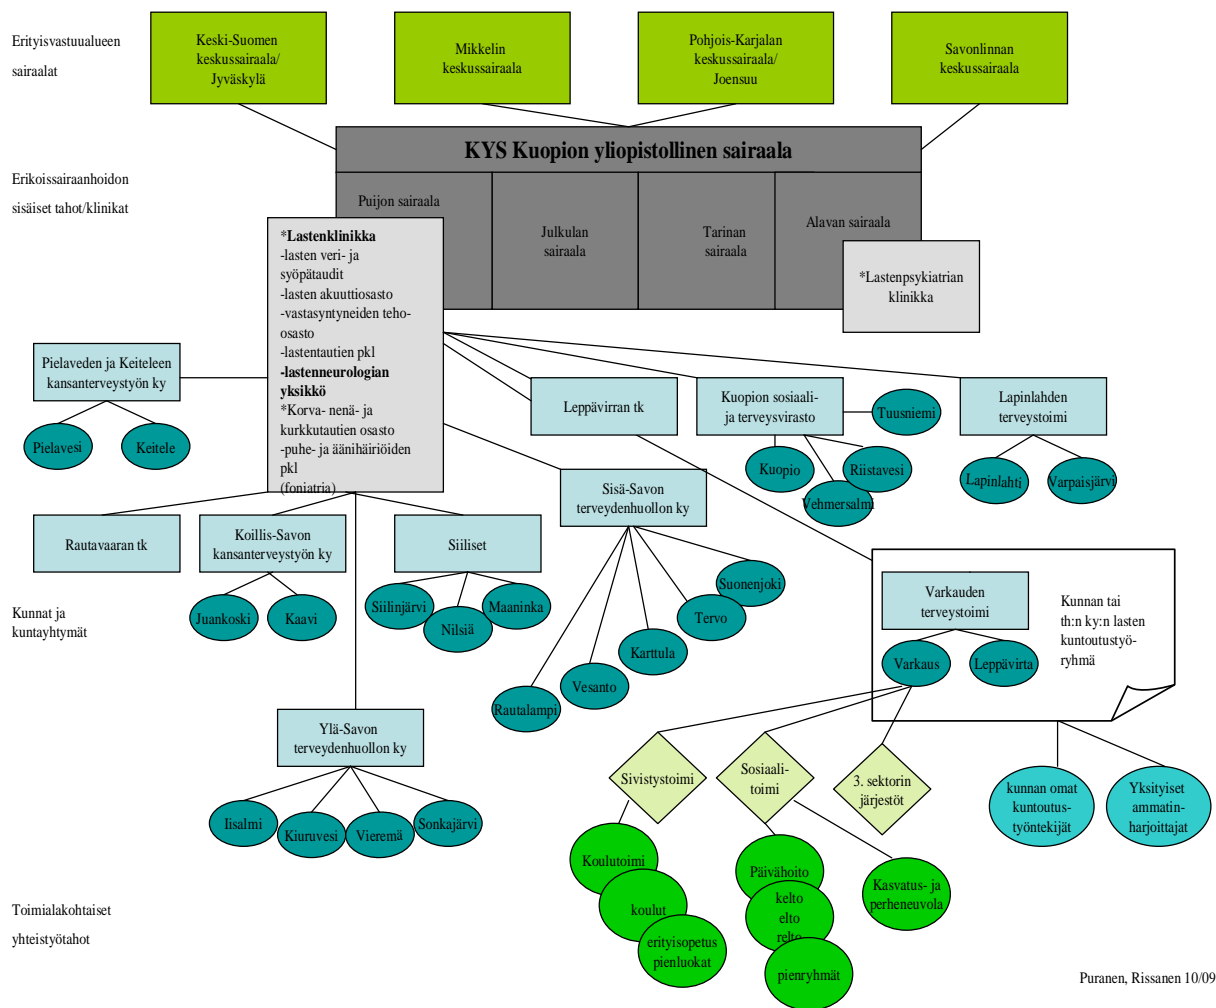 Erityisvastuualueen
sairaalat
Keski-Suomen
keskussairaala/
Jyväskylä
Mikkelin
keskussairaala
Pohjois-Karjalan
keskussairaala/
Joensuu
Savonlinnan
keskussairaala
KYS Kuopion yliopistollinen sairaala
Erikoissairaanhoidon
sisäiset tahot/klinikat
Puijon sairaala
Julkulan
sairaala
Tarinan
sairaala
Alavan sairaala
*Lastenklinikka
-lasten veri- ja
syöpätaudit
-lasten akuuttiosasto
-vastasyntyneiden teho-
osasto
-lastentautien pkl
-lastenneurologian
yksikkö
*Korva- nenä- ja
kurkkutautien osasto
-puhe- ja äänihäiriöiden
pkl
(foniatria)
*Lastenpsykiatrian
klinikka
Pielaveden ja Keiteleen
kansanterveystyön ky
Pielavesi
Keitele
Leppävirran tk
Kuopion sosiaali-
ja terveysvirasto
Tuusniemi
Kuopio
Riistavesi
Vehmersalmi
Lapinlahden
terveystoimi
Lapinlahti
Varpaisjärvi
Sisä-Savon
terveydenhuollon ky
Suonenjoki
Tervo
Karttula
Vesanto
Rautalampi
Rautavaaran tk
Koillis-Savon
kansanterveystyön ky
Juankoski
Kaavi
Siiliset
Siilinjärvi
Maaninka
Nilsiä
Kunnat ja
kuntayhtymät
Varkauden
terveystoimi
Varkaus
Leppävirta
Kunnan tai
th:n ky:n lasten
kuntoutustyö-
ryhmä
Ylä-Savon
terveydenhuollon ky
Iisalmi
Kiuruvesi
Vieremä
Sonkajärvi
Sivistystoimi
Sosiaali-
toimi
3. sektorin
järjestöt
kunnan omat
kuntoutus-
työntekijät
Yksityiset
ammatin-
harjoittajat
Koulutoimi
koulut
erityisopetus
pienluokat
Päivähoito
kelto
elto
relto
pienryhmät
Kasvatus- ja
perheneuvola
Toimialakohtaiset
yhteistyötahot
Puranen, Rissanen 10/09